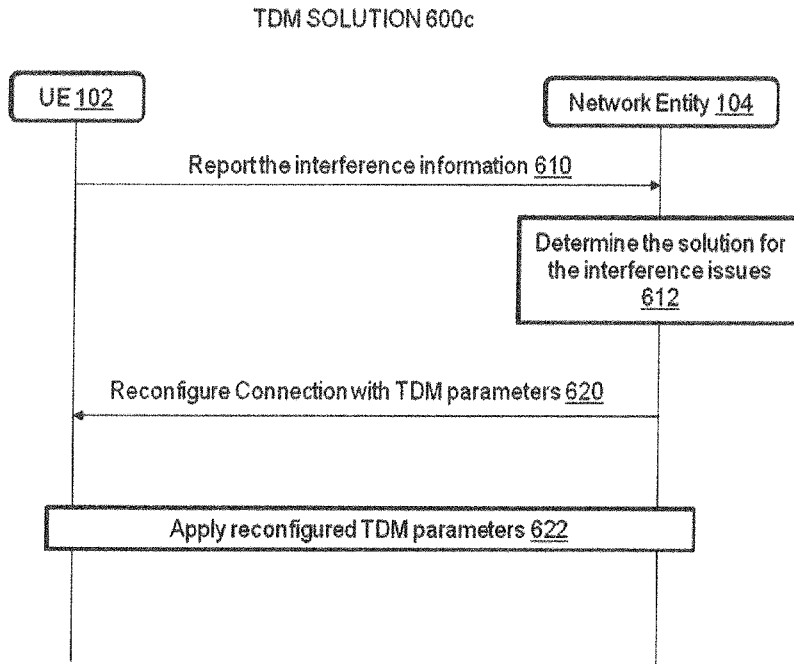 TDM SOLUTION 600c
UE 102
Network Entity 104
Report the interference information 610
Determine the solution for
the interference issues
612
Reconfigure Connection with TDM parameters 620
Apply reconfigured TDM parameters 622